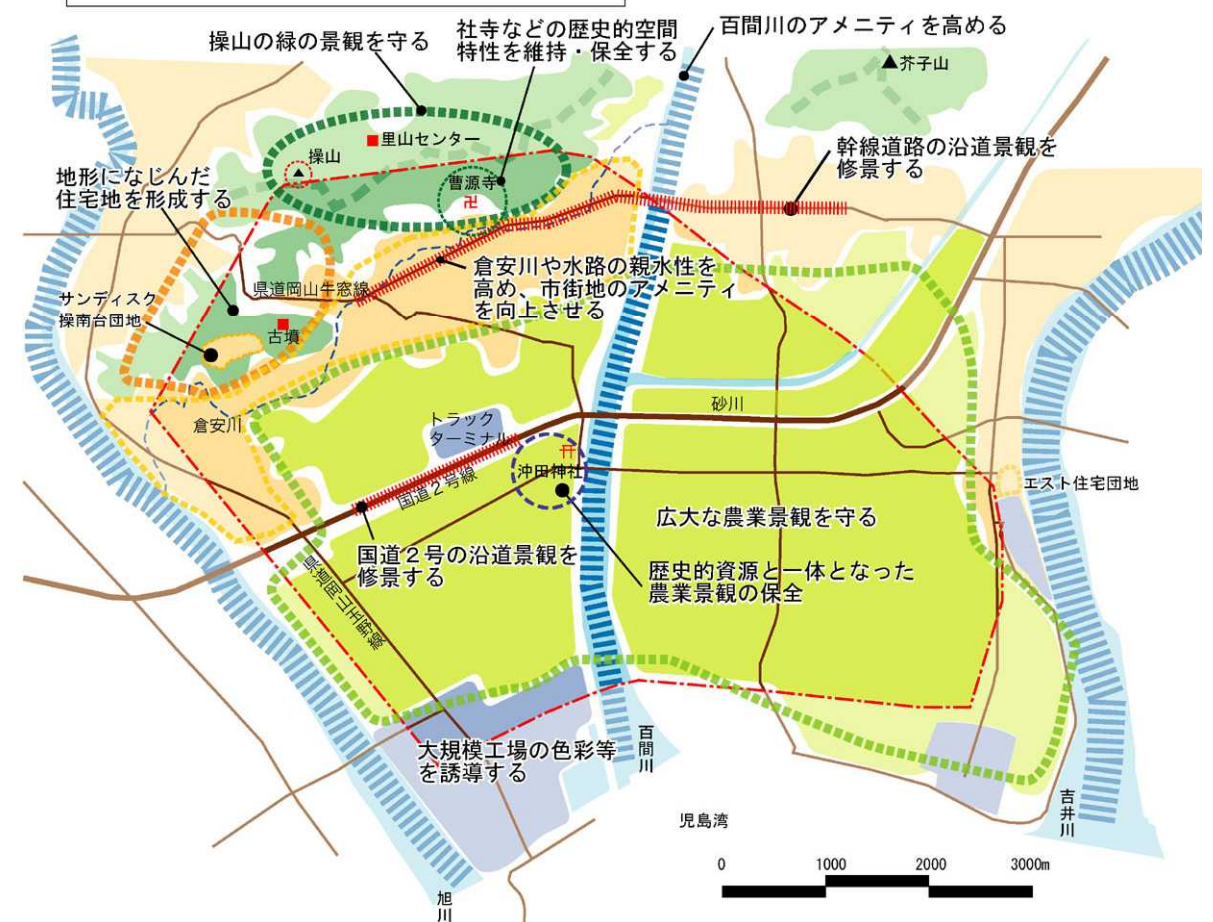 操山の緑の景観を守る
社寺などの歴史的空間
特性を維持・保全する
百間川のアメニティを高める
芥子山
里山センター
操山
曹源寺
幹線道路の沿道景観を
修景する
地形になじんだ
住宅地を形成する
倉安川や水路の親水性を
高め、市街地のアメニティ
を向上させる
県道岡山牛窓線
サンディスク
操南台団地
古墳
倉安川
トラック
ターミナル
砂川
国道2号線
沖田神社
エスト住宅団地
広大な農業景観を守る
国道2号の沿道景観を
修景する
歴史的資源と一体となった
農業景観の保全
県道岡山玉野線
大規模工場の色彩等
を誘導する
百間川
児島湾
吉井川
旭川
0 1000 2000 3000m